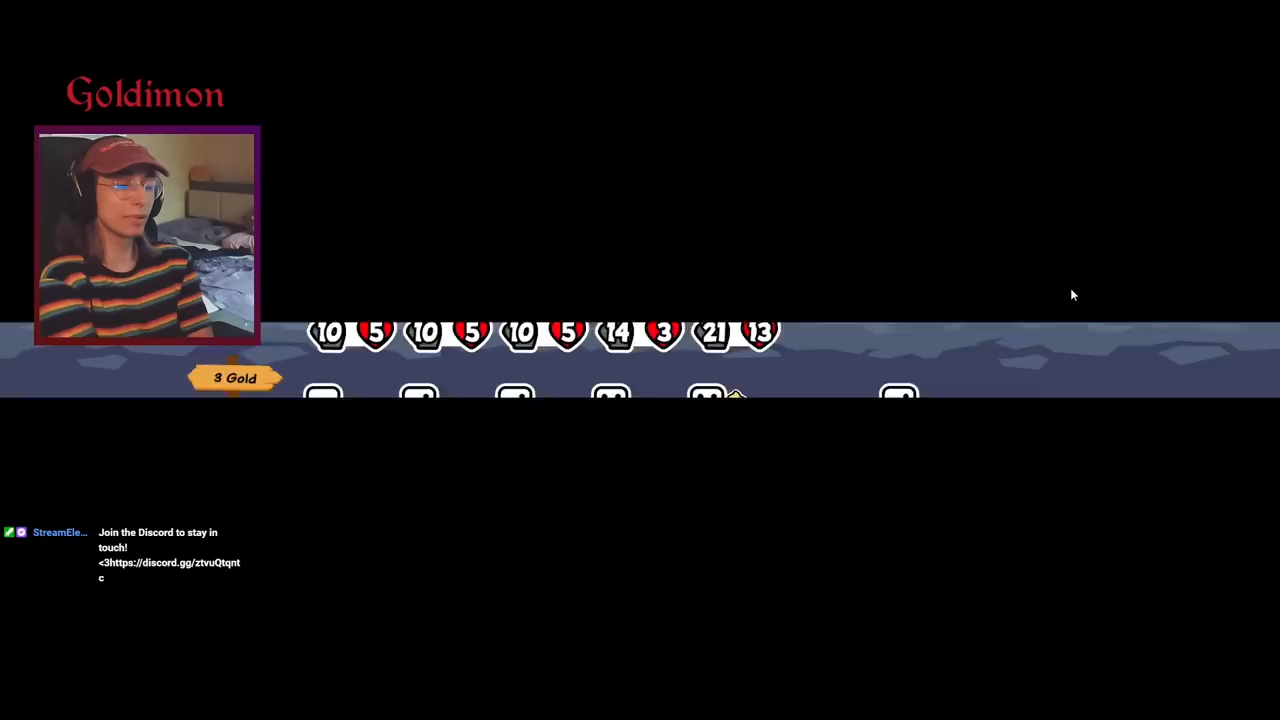 Goldimon
10 5 10 5 10 5 14 3 21 13
3 Gold
StreamEle... Join the Discord to stay in
touch!
<3https://discord.gg/ztvuQtqnt
c